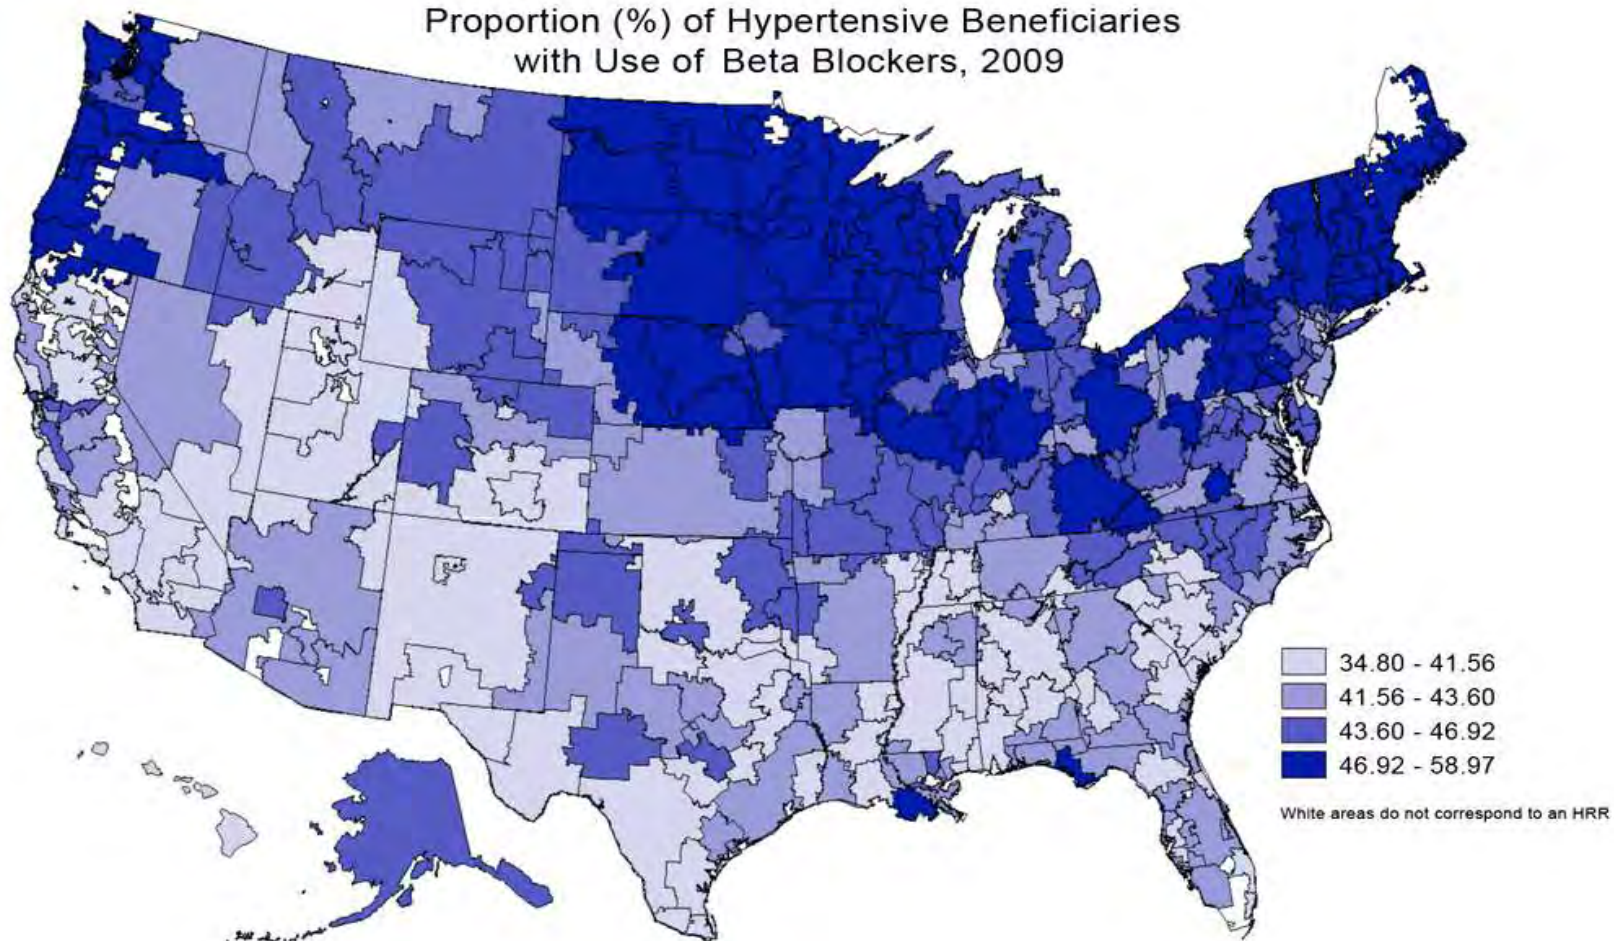 Proportion (%) of Hypertensive Beneficiaries
with Use of Beta Blockers, 2009
34.80 - 41.56
41.56 - 43.60
43.60 - 46.92
46.92 - 58.97
White areas do not correspond to an HRR